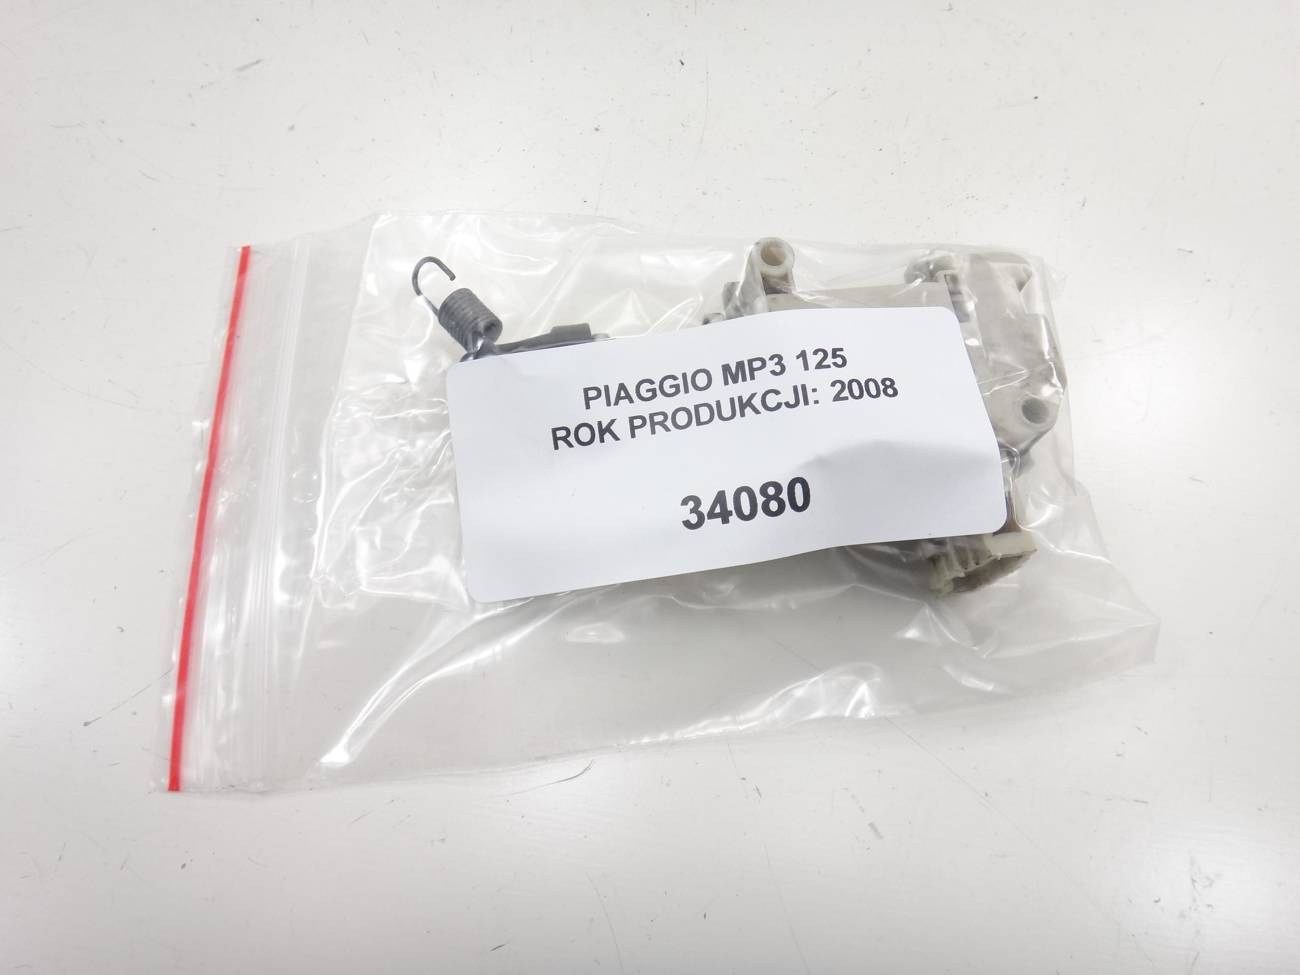 PIAGGIO MP3 125
ROK PRODUKCJI: 2008
34080